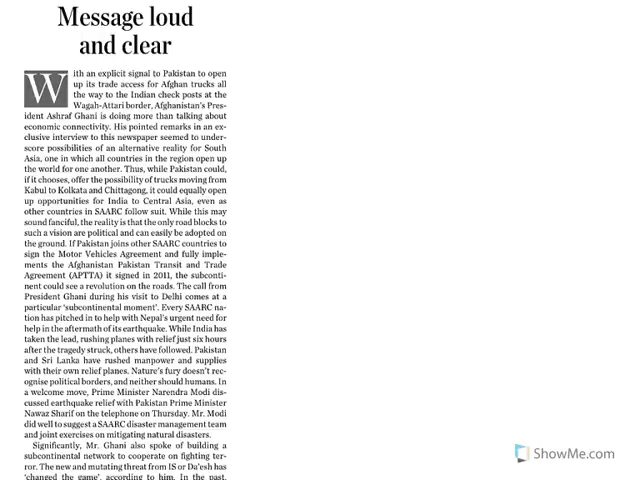 Message loud
and clear
With an explicit signal to Pakistan to open
up its trade access for Afghan trucks all
the way to the Indian check posts at the
Wagah-Attari border, Afghanistan's Pres-
ident Ashraf Ghani is doing more than talking about
economic connectivity. His pointed remarks in an ex-
clusive interview to this newspaper seemed to under-
score possibilities of an alternative reality for South
Asia, one in which all countries in the region open up
the world for one another. Thus, while Pakistan could,
if it chooses, offer the possibility of trucks moving from
Kabul to Kolkata and Chittagong, it could equally open
up opportunities for India to Central Asia, even as
other countries in SAARC follow suit. While this may
sound fanciful, the reality is that the only road blocks to
such a vision are political and can easily be adopted on
the ground. If Pakistan joins other SAARC countries to
sign the Motor Vehicles Agreement and fully imple-
ments the Afghanistan Pakistan Transit and Trade
Agreement (APTTA) it signed in 2011, the subconti-
nent could see a revolution on the roads. The call from
President Ghani during his visit to Delhi comes at a
particular 'subcontinental moment'. Every SAARC na-
tion has pitched in to help with Nepal's urgent need for
help in the aftermath of its earthquake. While India has
taken the lead, rushing planes with relief just six hours
after the tragedy struck, others have followed. Pakistan
and Sri Lanka have rushed manpower and supplies
with their own relief planes. Nature's fury doesn't rec-
ognise political borders, and neither should humans. In
a welcome move, Prime Minister Narendra Modi dis-
cussed earthquake relief with Pakistan Prime Minister
Nawaz Sharif on the telephone on Thursday. Mr. Modi
did well to suggest a SAARC disaster management team
and joint exercises on mitigating natural disasters.
Significantly, Mr. Ghani also spoke of building a
subcontinental network to cooperate on fighting ter-
ror. The new and mutating threat from IS or Da'esh has
'changed the game', according to him. In the past,
ShowMe.com